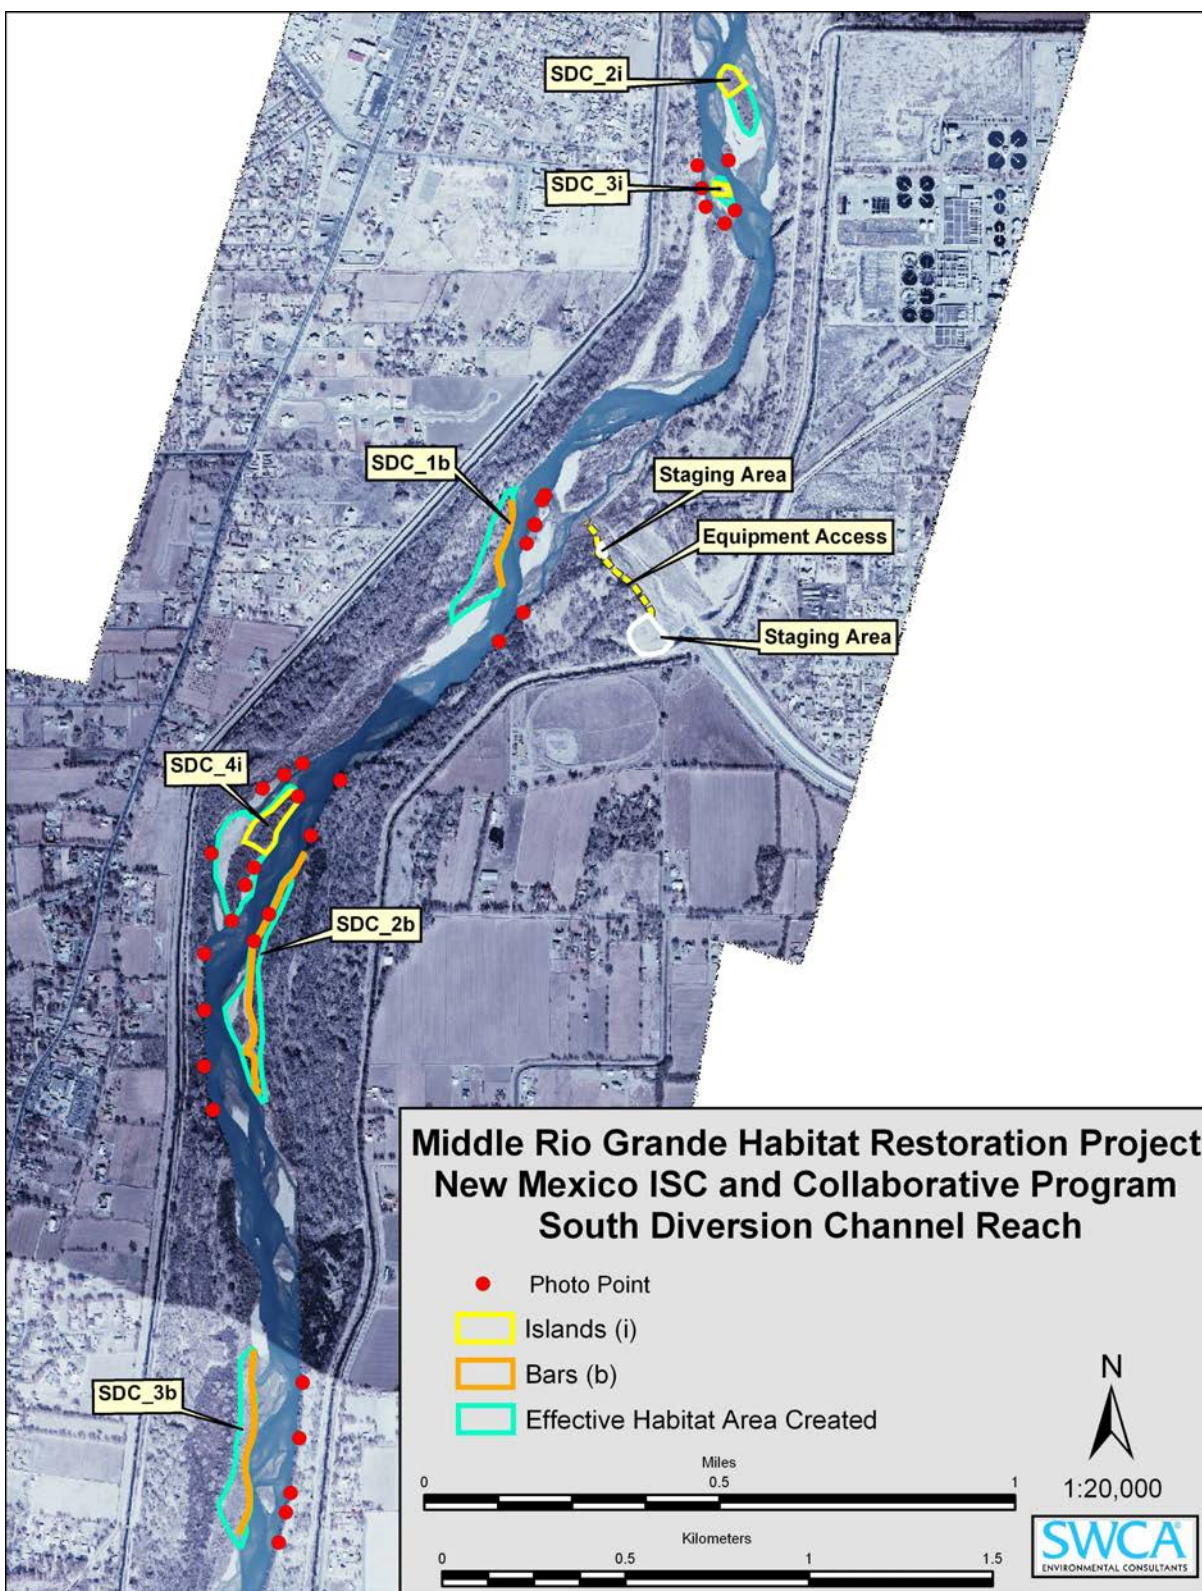 SDC_2i
SDC_3i
SDC_1b
Staging Area
Equipment Access
Staging Area
SDC_4i
SDC_2b
SDC_3b
Middle Rio Grande Habitat Restoration Project
New Mexico ISC and Collaborative Program
South Diversion Channel Reach
Photo Point
Islands (i)
Bars (b)
Effective Habitat Area Created
N
1:20,000
Miles
0 0.5 1
Kilometers
0 0.5 1 1.5
SWCA®
ENVIRONMENTAL CONSULTANTS